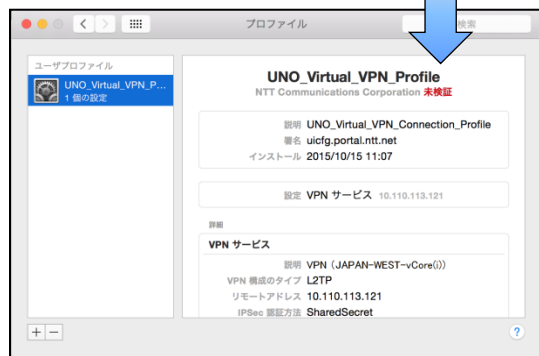 プロファイル
検索
ユーザプロファイル
UNO_Virtual_VPN_P...
1 個の設定
UNO_Virtual_VPN_Profile
NTT Communications Corporation 未検証
説明 UNO_Virtual_VPN_Connection_Profile
署名 uicfg.portal.ntt.net
インストール 2015/10/15 11:07
設定 VPN サービス 10.110.113.121
詳細
VPN サービス
説明 VPN (JAPAN-WEST-vCore(i))
VPN 構成のタイプ L2TP
リモートアドレス 10.110.113.121
IPSec 認証方法 SharedSecret
+ − ?